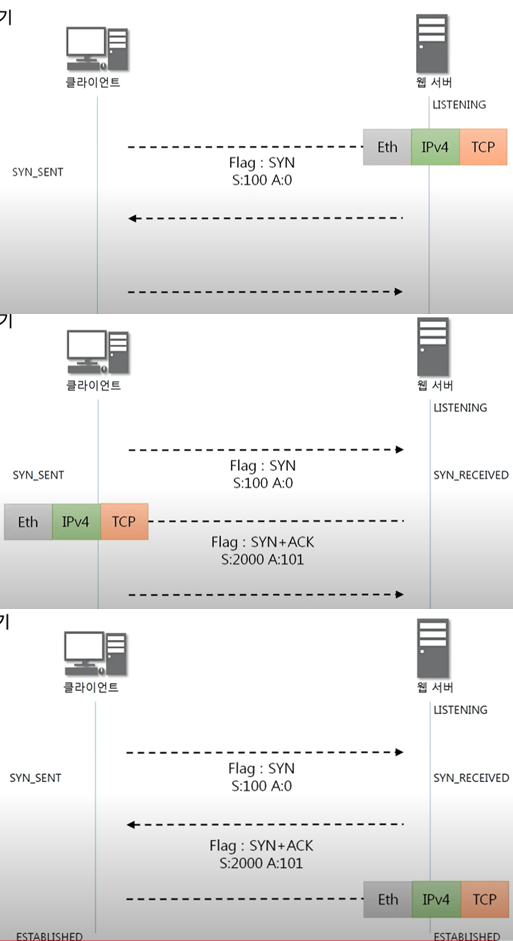 기
클라이언트
웹 서버
LISTENING
Eth IPv4 TCP
SYN_SENT
Flag : SYN
S:100 A:0
기
클라이언트
웹 서버
LISTENING
Flag : SYN
S:100 A:0
SYN_SENT
SYN_RECEIVED
Eth IPv4 TCP
Flag : SYN+ACK
S:2000 A:101
기
클라이언트
웹 서버
LISTENING
Flag : SYN
S:100 A:0
SYN_SENT
SYN_RECEIVED
Flag : SYN+ACK
S:2000 A:101
Eth IPv4 TCP
ESTABLISHED
ESTABLISHED